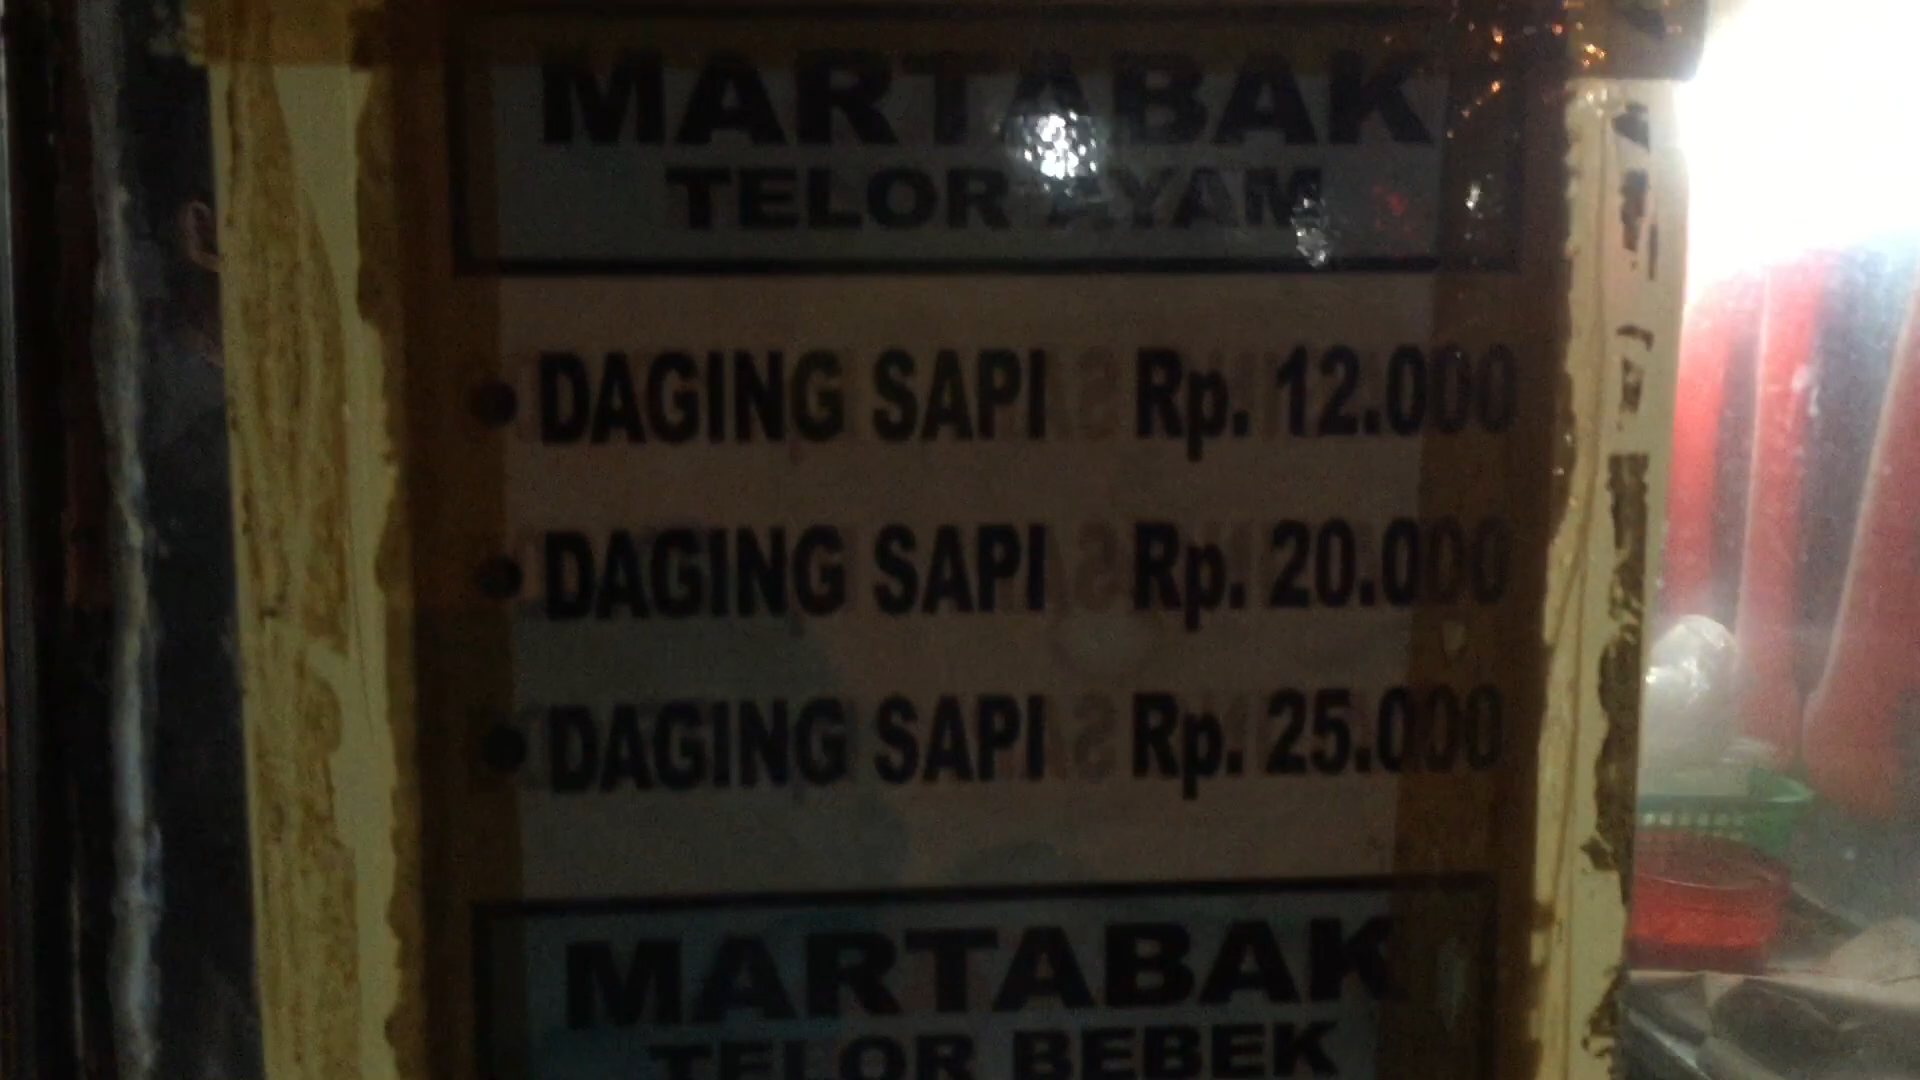 MARTABAK
TELOR AYAM
• DAGING SAPI Rp. 12.000
• DAGING SAPI Rp. 20.000
• DAGING SAPI Rp. 25.000
MARTABAK
TELOR BEBEK